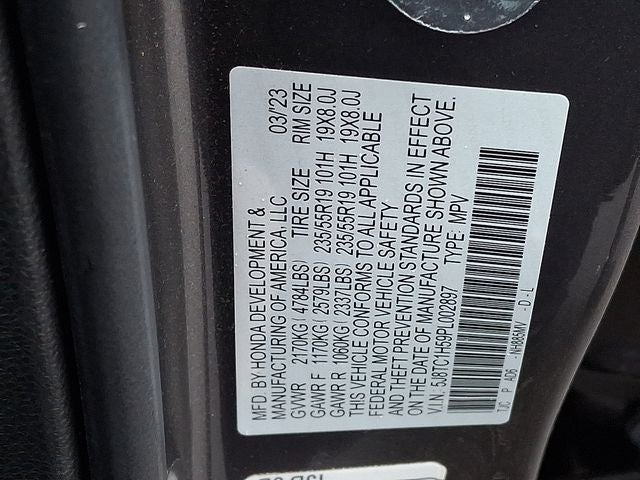 MFD. BY HONDA DEVELOPMENT &
MANUFACTURING OF AMERICA, LLC 03/'23
GVWR 2170KG( 4784LBS) TIRE SIZE RIM SIZE
GAWR F 1170KG( 2579LBS) 235/55R19 101H 19X8.0J
GAWR R 1060KG( 2337LBS) 235/55R19 101H 19X8.0J
THIS VEHICLE CONFORMS TO ALL APPLICABLE
FEDERAL MOTOR VEHICLE SAFETY
AND THEFT PREVENTION STANDARDS IN EFFECT
ON THE DATE OF MANUFACTURE SHOWN ABOVE.
V.I.N. 5J8TC1H59PL002897 TYPE: MPV
TJC P AD6 -NH885MV -D-L